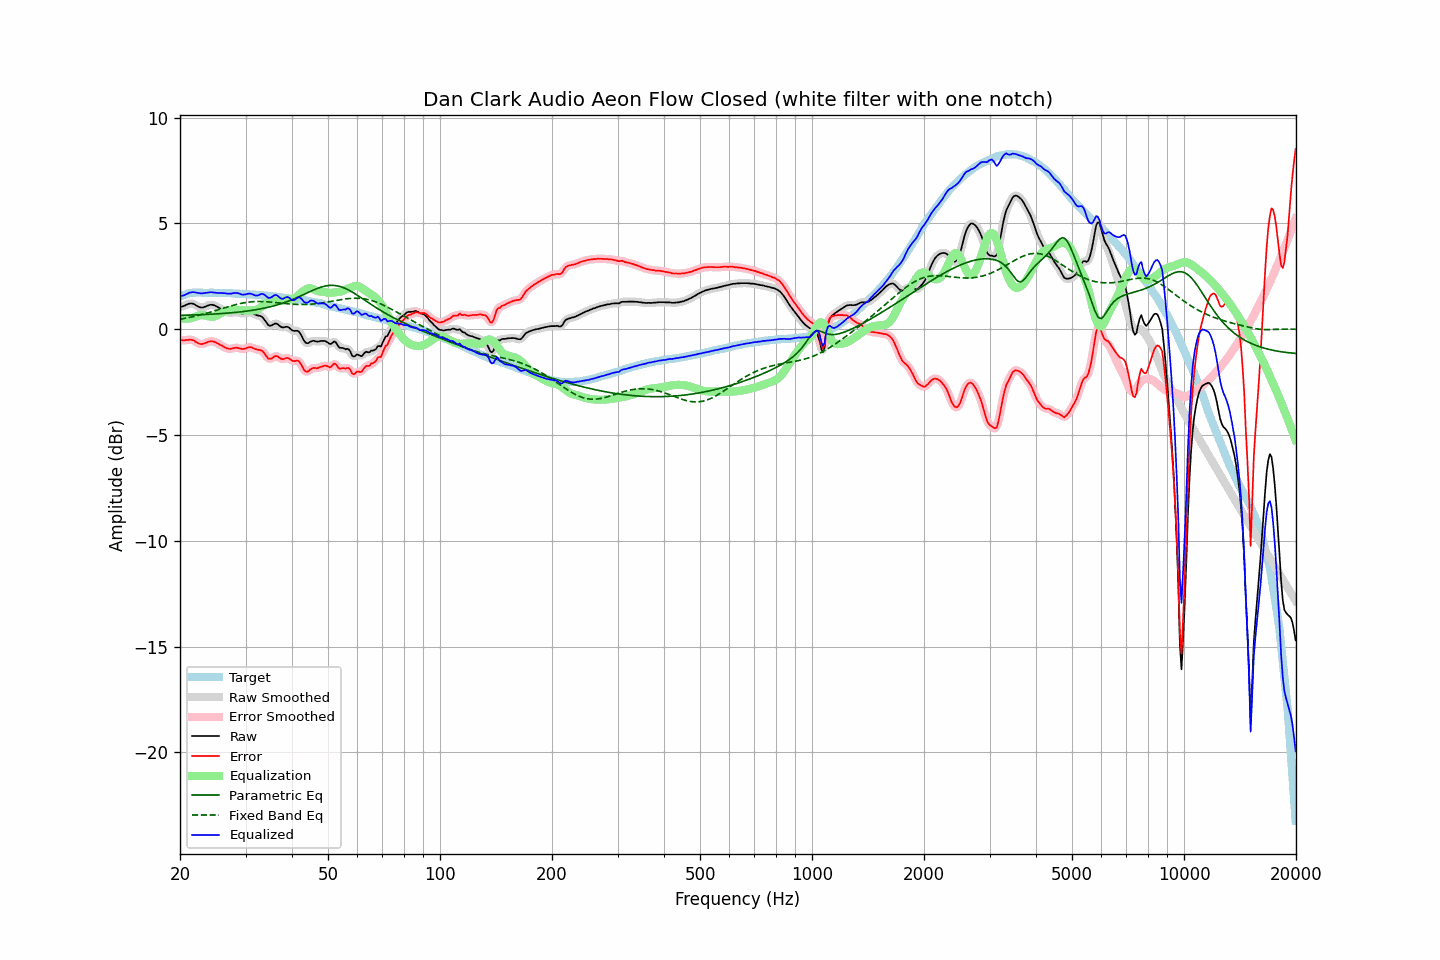 Dan Clark Audio Aeon Flow Closed (white filter with one notch)
Amplitude (dBr)
10
5
0
−5
−10
−15
−20
Target
Raw Smoothed
Error Smoothed
Raw
Error
Equalization
Parametric Eq
Fixed Band Eq
Equalized
20 50 100 200 500 1000 2000 5000 10000 20000
Frequency (Hz)